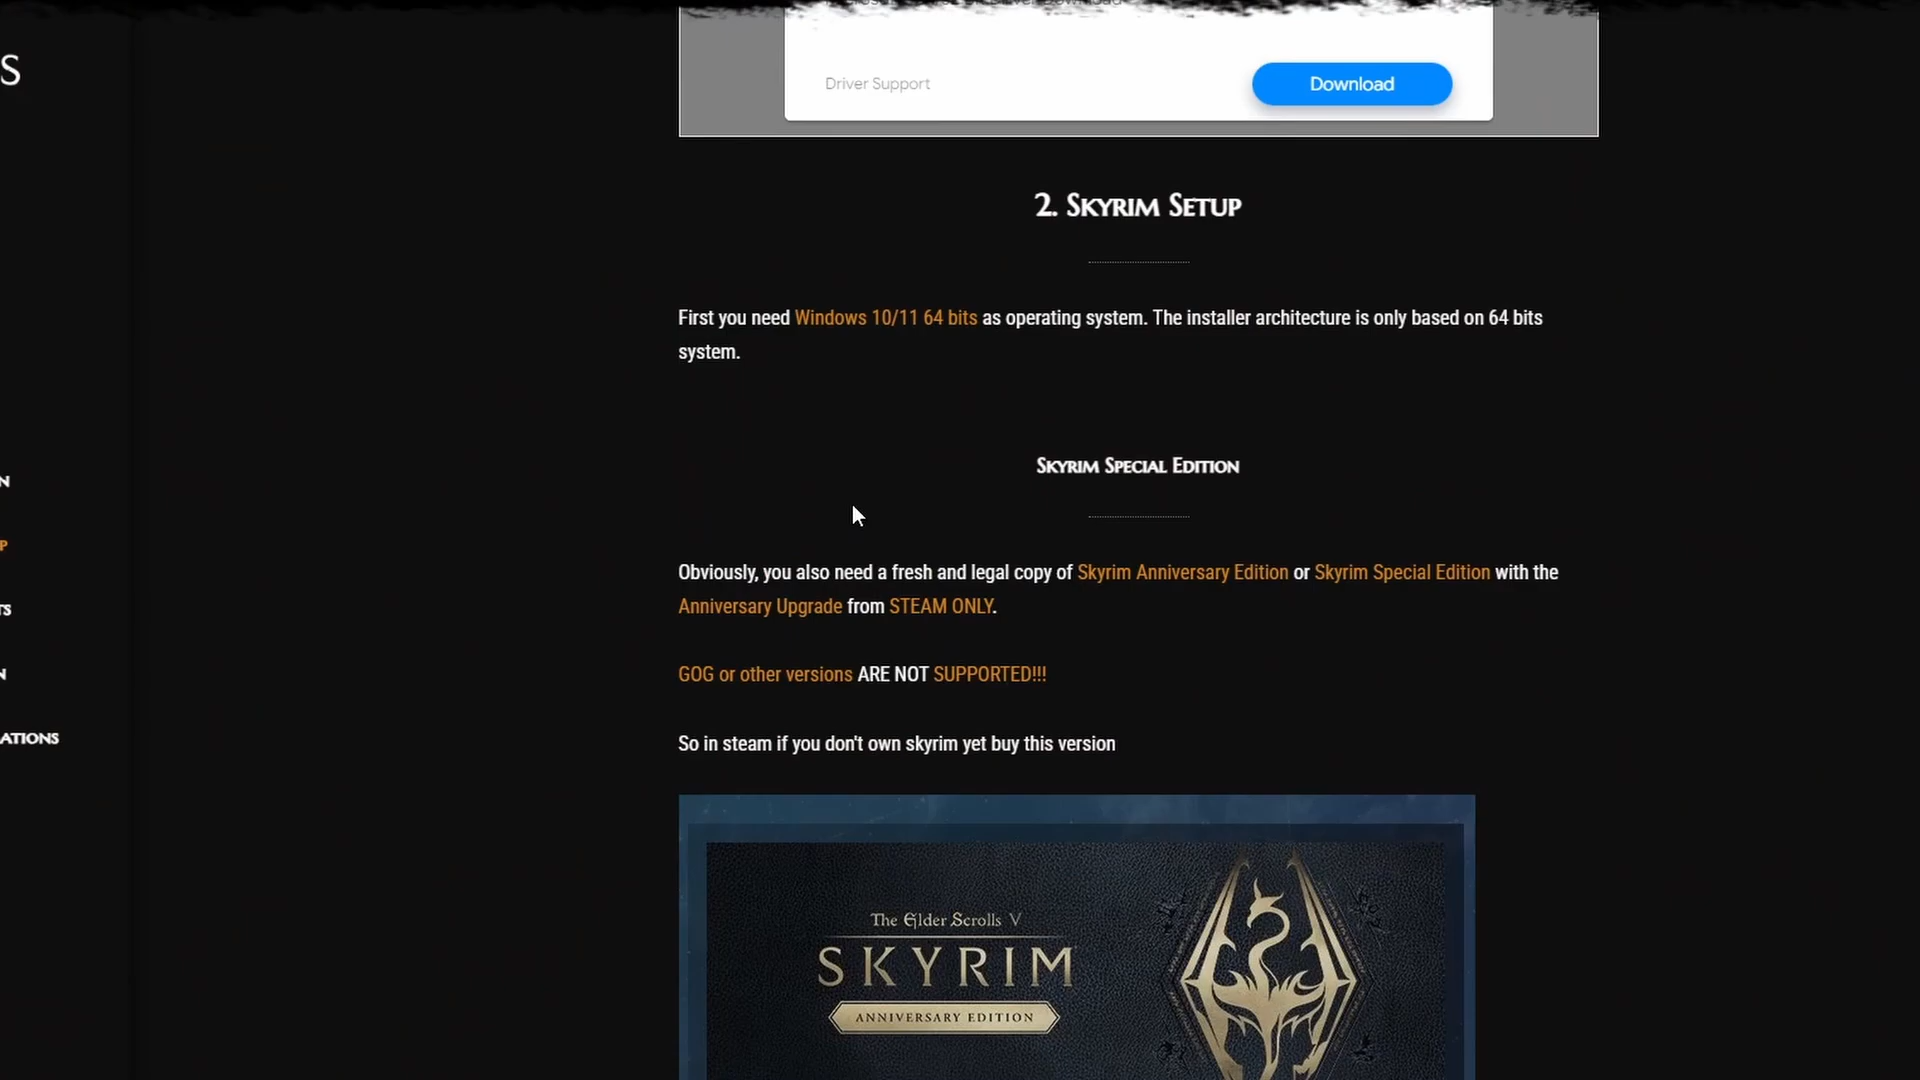 S
Driver Support
Download
2. Skyrim Setup
First you need Windows 10/11 64 bits as operating system. The installer architecture is only based on 64 bits
system.
N
Skyrim Special Edition
P
Obviously, you also need a fresh and legal copy of Skyrim Anniversary Edition or Skyrim Special Edition with the
TS
Anniversary Upgrade from STEAM ONLY.
N
GOG or other versions ARE NOT SUPPORTED!!!
ATIONS
So in steam if you don't own skyrim yet buy this version
The Elder Scrolls V
SKYRIM
ANNIVERSARY EDITION